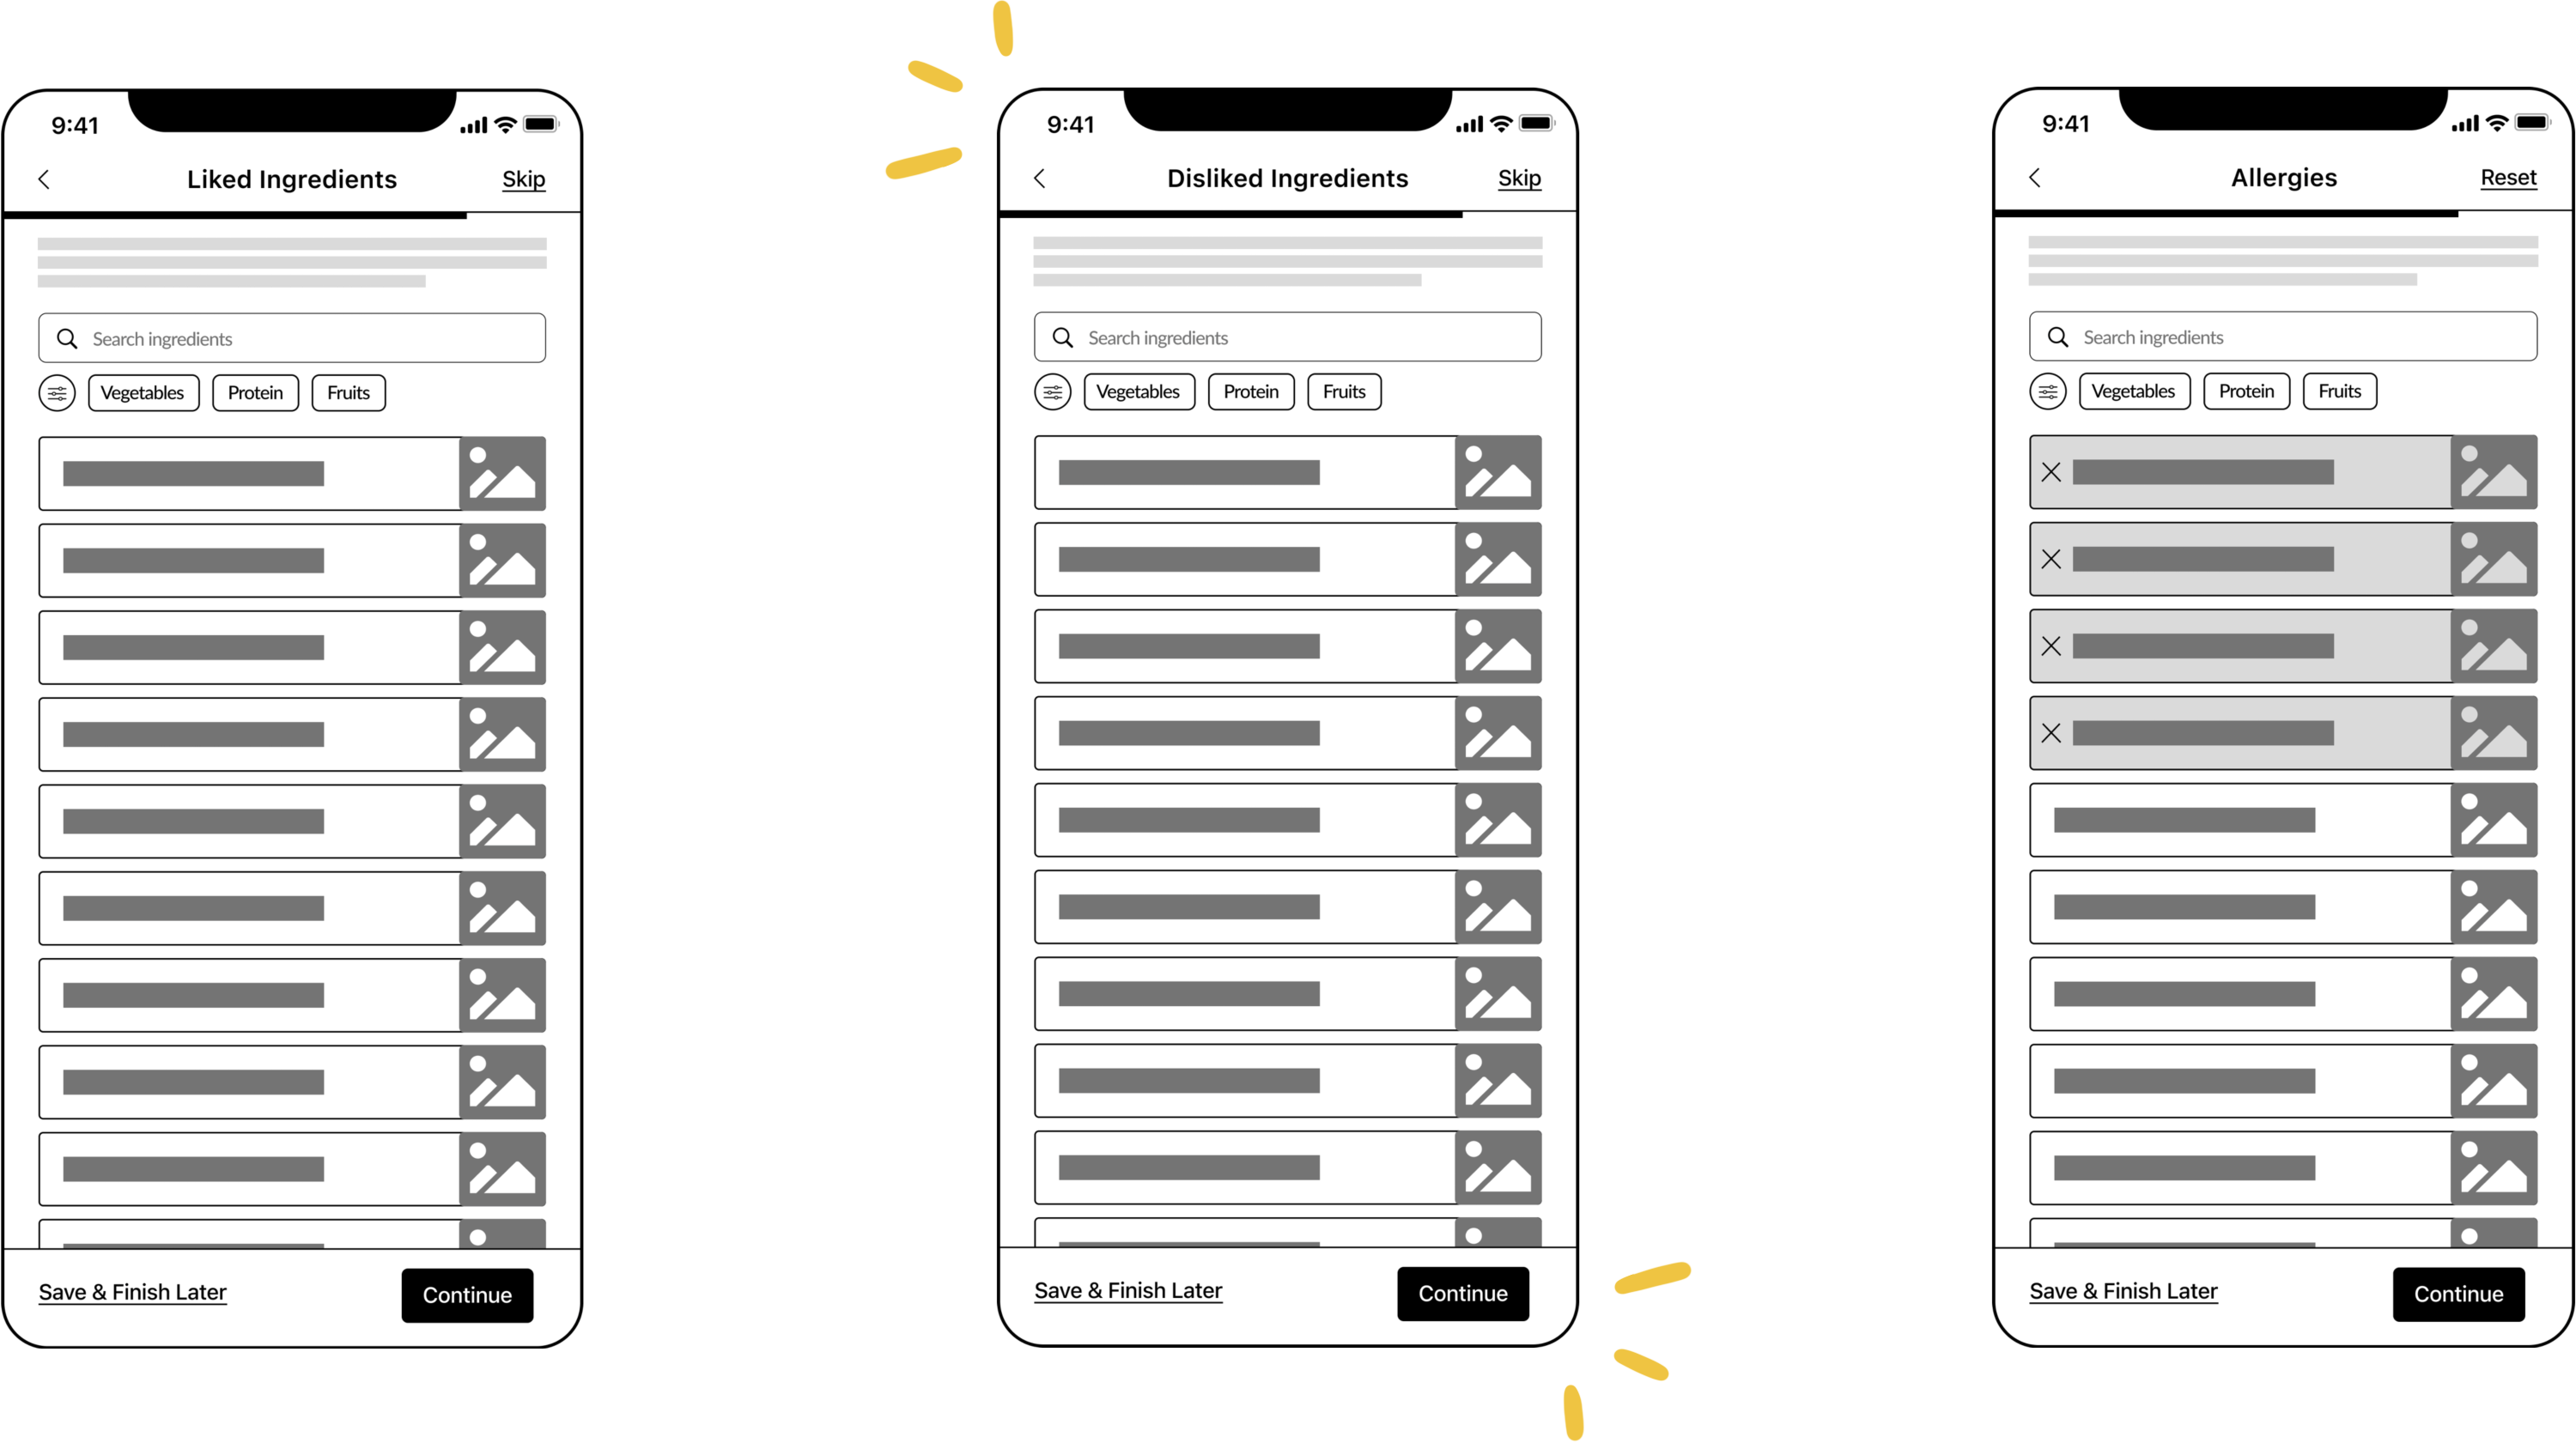 9:41
Liked Ingredients
Skip
Search ingredients
Vegetables
Protein
Fruits
Save & Finish Later
Continue
9:41
Disliked Ingredients
Skip
Search ingredients
Vegetables
Protein
Fruits
Save & Finish Later
Continue
9:41
Allergies
Reset
Search ingredients
Vegetables
Protein
Fruits
Save & Finish Later
Continue